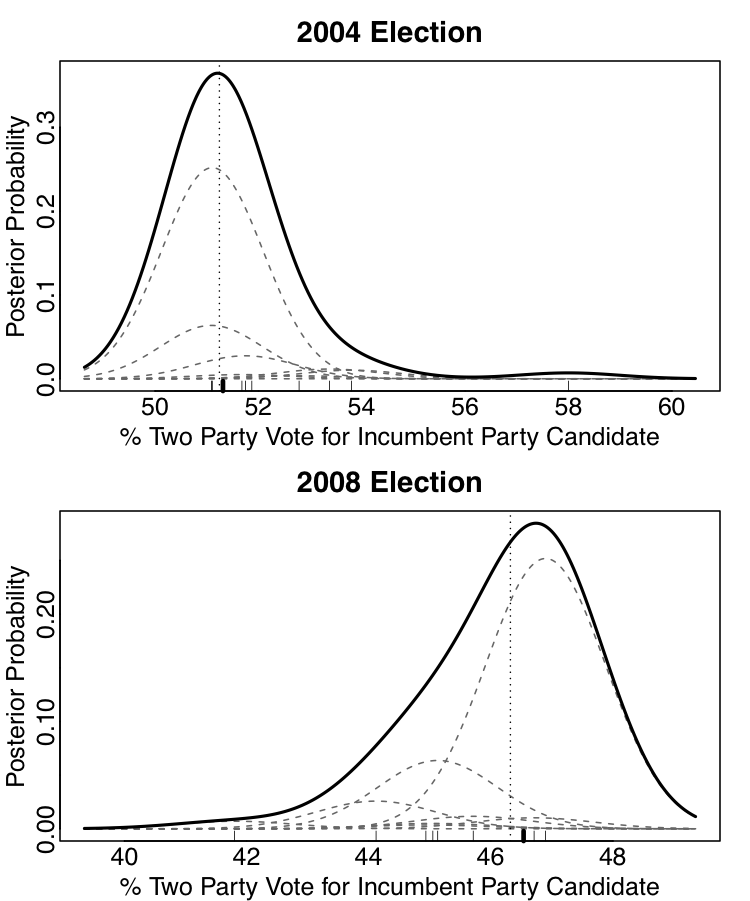 2004 Election
Posterior Probability
0.3
0.2
0.1
0.0
50 52 54 56 58 60
% Two Party Vote for Incumbent Party Candidate
2008 Election
Posterior Probability
0.20
0.10
0.00
40 42 44 46 48
% Two Party Vote for Incumbent Party Candidate